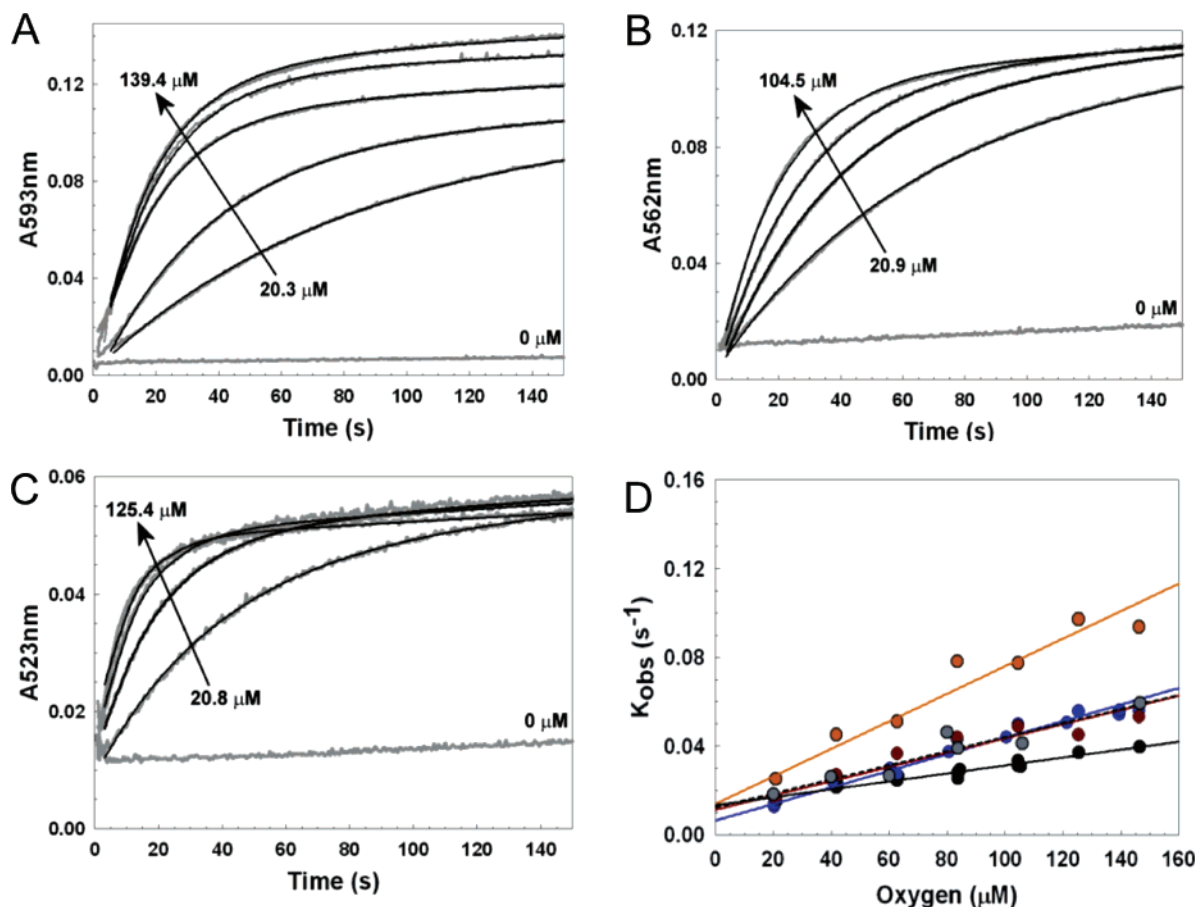 A
A593nm
0.12
0.08
0.04
0.00
139.4 μM
20.3 μM
0 μM
0 20 40 60 80 100 120 140
Time (s)
B
A562nm
0.12
0.08
0.04
0.00
104.5 μM
20.9 μM
0 μM
0 20 40 60 80 100 120 140
Time (s)
C
A523nm
0.06
0.04
0.02
0.00
125.4 μM
20.8 μM
0 μM
0 20 40 60 80 100 120 140
Time (s)
D
Kobs (s⁻¹)
0.16
0.12
0.08
0.04
0.00
0 20 40 60 80 100 120 140 160
Oxygen (μM)